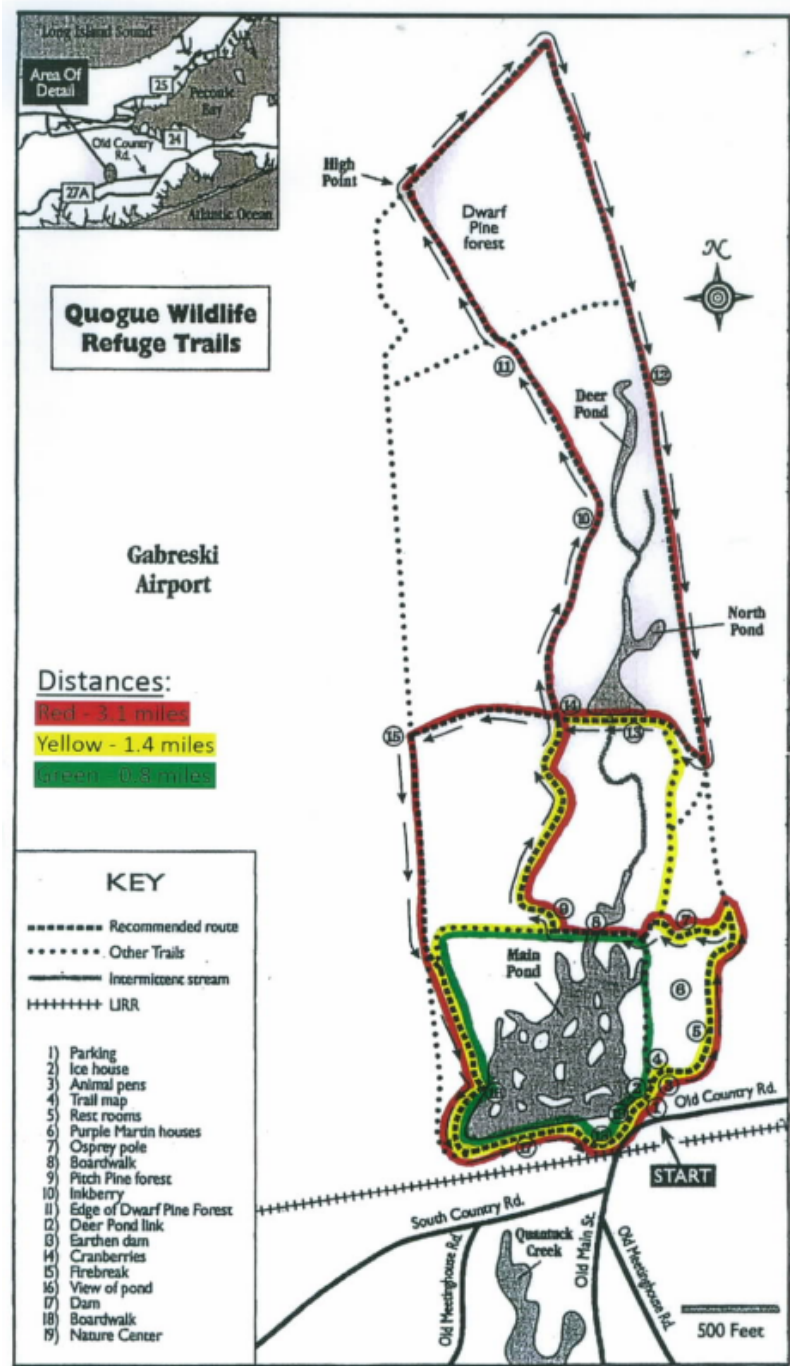 Long Island Sound
Area Of
Detail
25
Peconic
Bay
24
Old Country
Rd.
27A
Atlantic Ocean
High
Point
Dwarf
Pine
forest
N
Quogue Wildlife
Refuge Trails
11
12
Deer
Pond
10
Gabreski
Airport
North
Pond
Distances:
Red - 3.1 miles
Yellow - 1.4 miles
Green - 0.8 miles
14
13
15
KEY
Recommended route
Other Trails
Intermittent stream
LIRR
9
8
7
Main
Pond
6
5
4
Old Country Rd.
START
South Country Rd.
Old Meetinghouse Rd.
Quantuck
Creek
Old Main St.
Old Meetinghouse Rd.
500 Feet
1) Parking
2) Ice house
3) Animal pens
4) Trail map
5) Rest rooms
6) Purple Martin houses
7) Osprey pole
8) Boardwalk
9) Pitch Pine forest
10) Inkberry
11) Edge of Dwarf Pine Forest
12) Deer Pond link
13) Earthen dam
14) Cranberries
15) Firebreak
16) View of pond
17) Dam
18) Boardwalk
19) Nature Center